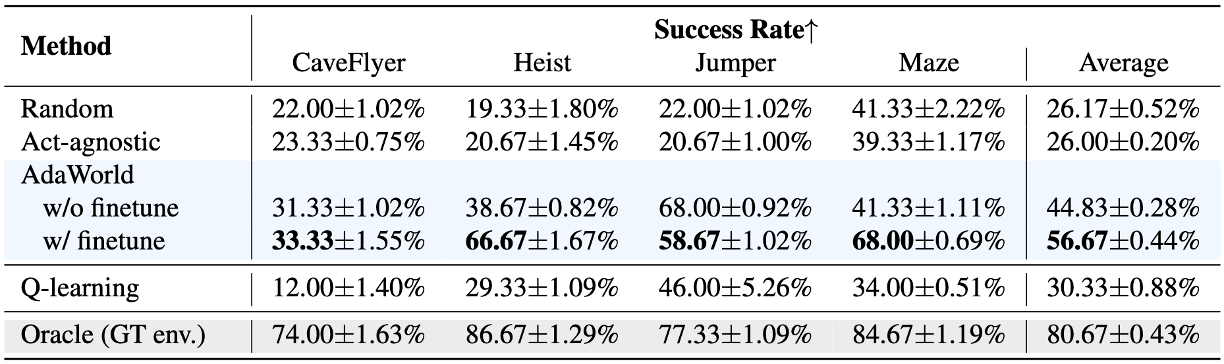 Method Success Rate↑
CaveFlyer Heist Jumper Maze Average
Random 22.00±1.02% 19.33±1.80% 22.00±1.02% 41.33±2.22% 26.17±0.52%
Act-agnostic 23.33±0.75% 20.67±1.45% 20.67±1.00% 39.33±1.17% 26.00±0.20%
AdaWorld
w/o finetune 31.33±1.02% 38.67±0.82% 68.00±0.92% 41.33±1.11% 44.83±0.28%
w/ finetune 33.33±1.55% 66.67±1.67% 58.67±1.02% 68.00±0.69% 56.67±0.44%
Q-learning 12.00±1.40% 29.33±1.09% 46.00±5.26% 34.00±0.51% 30.33±0.88%
Oracle (GT env.) 74.00±1.63% 86.67±1.29% 77.33±1.09% 84.67±1.19% 80.67±0.43%